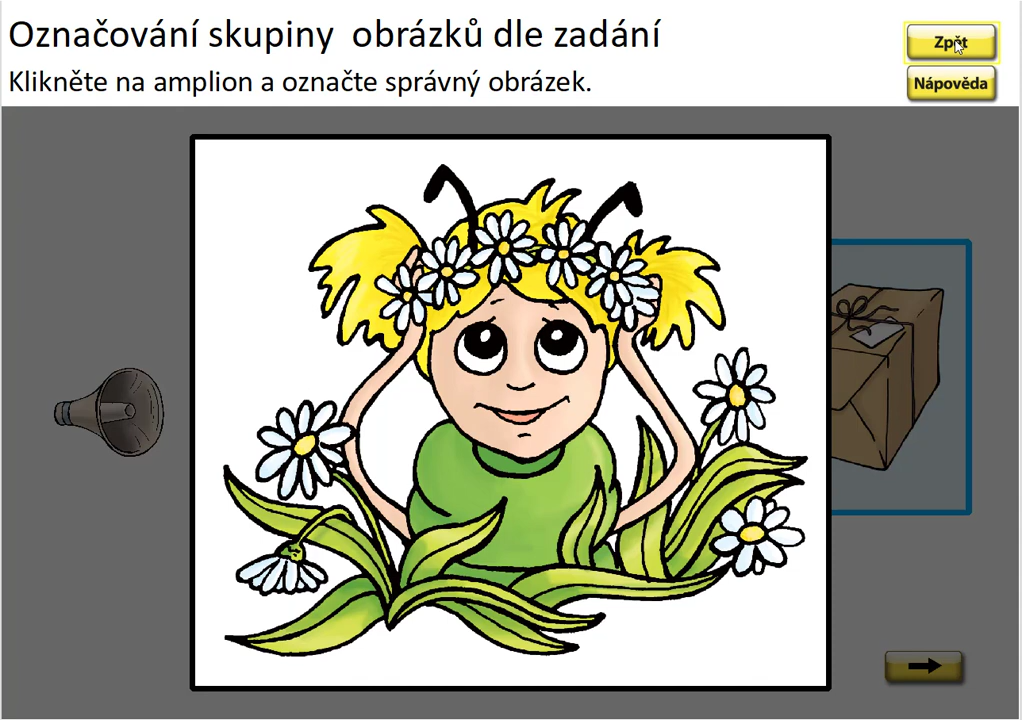 Označování skupiny  obrázků dle zadání
Klikněte na amplion a označte správný obrázek.
Zpět
Nápověda